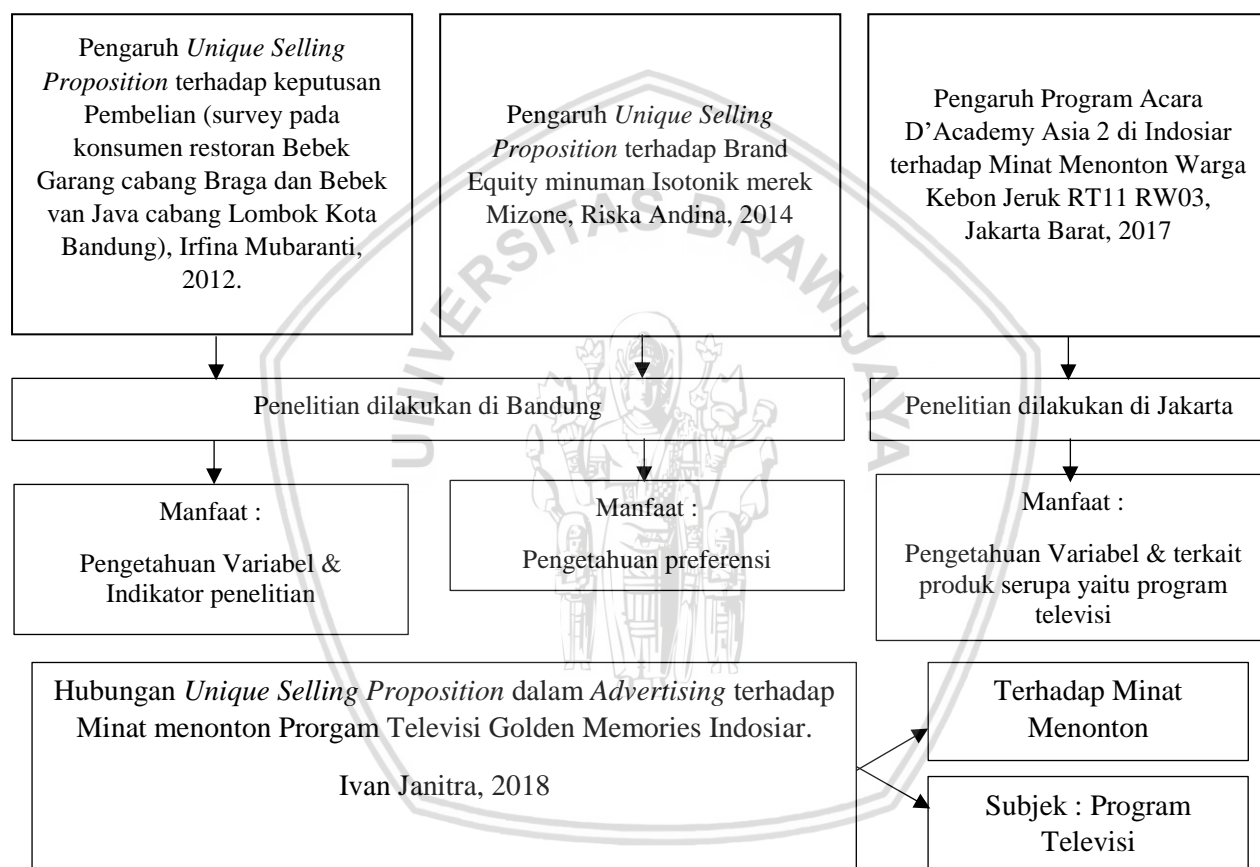 Pengaruh Unique Selling
Proposition terhadap keputusan
Pembelian (survey pada
konsumen restoran Bebek
Garang cabang Braga dan Bebek
van Java cabang Lombok Kota
Bandung), Irfina Mubaranti,
2012.
Pengaruh Unique Selling
Proposition terhadap Brand
Equity minuman Isotonik merek
Mizone, Riska Andina, 2014
Pengaruh Program Acara
D’Academy Asia 2 di Indosiar
terhadap Minat Menonton Warga
Kebon Jeruk RT11 RW03,
Jakarta Barat, 2017
UNIVERSITAS BRAWIJAYA
Penelitian dilakukan di Bandung
Penelitian dilakukan di Jakarta
Manfaat :
Pengetahuan Variabel &
Indikator penelitian
Manfaat :
Pengetahuan preferensi
Manfaat :
Pengetahuan Variabel & terkait
produk serupa yaitu program
televisi
Hubungan Unique Selling Proposition dalam Advertising terhadap
Minat menonton Prorgam Televisi Golden Memories Indosiar.
Ivan Janitra, 2018
Terhadap Minat
Menonton
Subjek : Program
Televisi